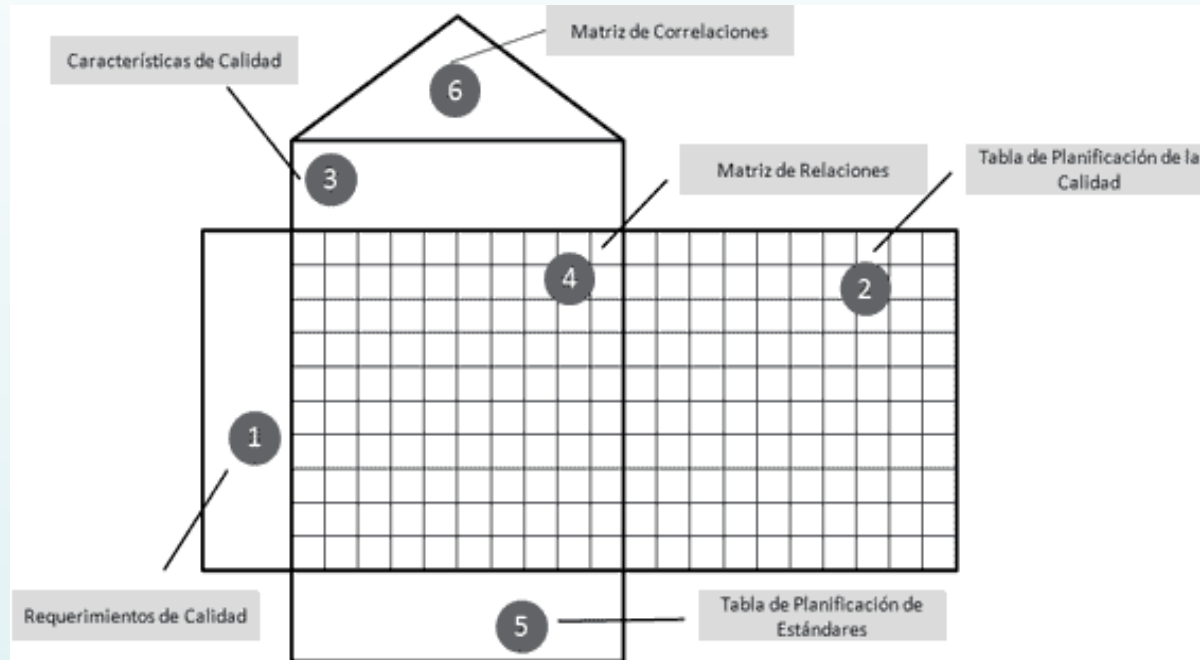 Matriz de Correlaciones
Características de Calidad
6
3
Matriz de Relaciones
Tabla de Planificación de la
Calidad
4
2
1
Requerimientos de Calidad
5
Tabla de Planificación de
Estándares